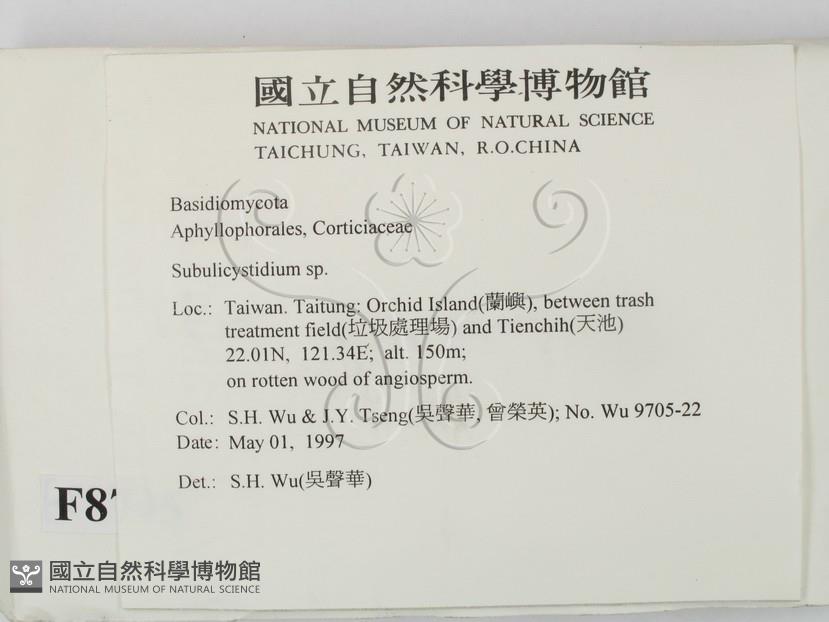 國立自然科學博物館
NATIONAL MUSEUM OF NATURAL SCIENCE
TAICHUNG, TAIWAN, R.O.CHINA
Basidiomycota
Aphyllophorales, Corticiaceae
Subulicystidium sp.
Loc.: Taiwan. Taitung: Orchid Island(蘭嶼), between trash
treatment field(垃圾處理場) and Tienchih(天池)
22.01N, 121.34E; alt. 150m;
on rotten wood of angiosperm.
Col.: S.H. Wu & J.Y. Tseng(吳聲華, 曾榮英); No. Wu 9705-22
Date: May 01, 1997
Det.: S.H. Wu(吳聲華)
國立自然科學博物館
NATIONAL MUSEUM OF NATURAL SCIENCE